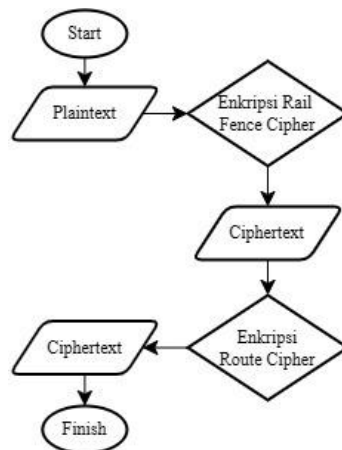 Start
Plaintext
Enkripsi Rail
Fence Cipher
Ciphertext
Enkripsi
Route Cipher
Ciphertext
Finish